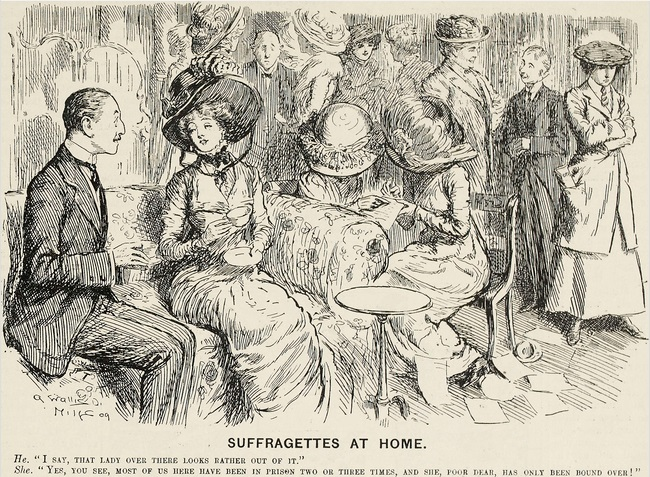 A Wallis
Mills 09
SUFFRAGETTES AT HOME.
He. "I SAY, THAT LADY OVER THERE LOOKS RATHER OUT OF IT."
She. "YES, YOU SEE, MOST OF US HERE HAVE BEEN IN PRISON TWO OR THREE TIMES, AND SHE, POOR DEAR, HAS ONLY BEEN BOUND OVER!"